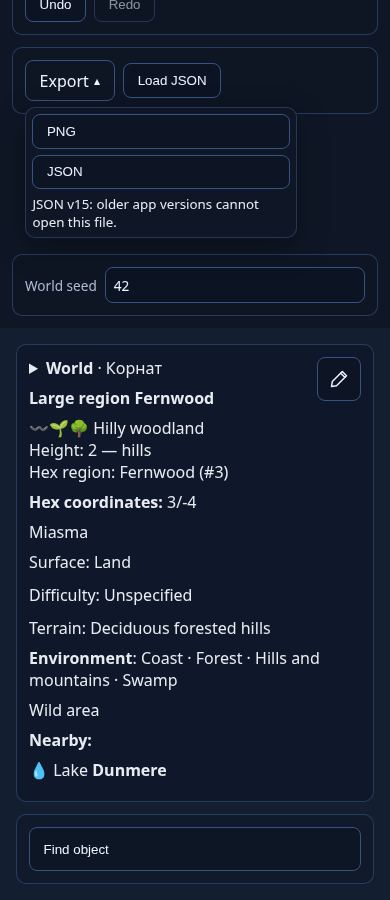 Undo Redo
Export ▴ Load JSON
PNG
JSON
JSON v15: older app versions cannot
open this file.
World seed 42
▶ World · Корнат
Large region Fernwood
〰️🌱🌳 Hilly woodland
Height: 2 — hills
Hex region: Fernwood (#3)
Hex coordinates: 3/-4
Miasma
Surface: Land
Difficulty: Unspecified
Terrain: Deciduous forested hills
Environment: Coast · Forest · Hills and
mountains · Swamp
Wild area
Nearby:
💧 Lake Dunmere
Find object